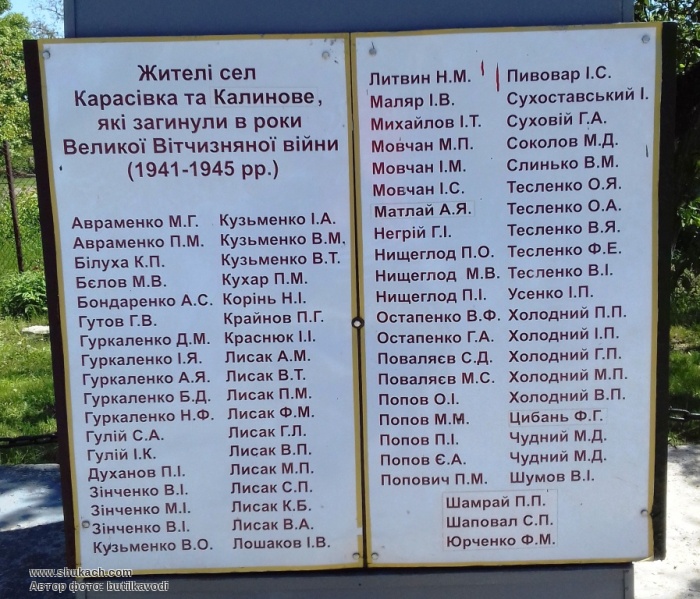 Жителі сел
Карасівка та Калинове,
які загинули в роки
Великої Вітчизняної війни
(1941-1945 рр.)
Авраменко М.Г.
Авраменко П.М.
Білуха К.П.
Бєлов М.В.
Бондаренко А.С.
Гутов Г.В.
Гуркаленко Д.М.
Гуркаленко І.Я.
Гуркаленко А.Я.
Гуркаленко Б.Д.
Гуркаленко Н.Ф.
Гулій С.А.
Гулій І.К.
Духанов П.І.
Зінченко В.І.
Зінченко М.І.
Зінченко В.І.
Кузьменко В.О.
Кузьменко І.А.
Кузьменко В.М.
Кузьменко В.Т.
Кухар П.М.
Корінь Н.І.
Крайнов П.Г.
Краснюк І.І.
Лисак А.М.
Лисак В.Т.
Лисак П.М.
Лисак Ф.М.
Лисак Г.Л.
Лисак В.П.
Лисак М.П.
Лисак С.П.
Лисак К.Б.
Лисак В.А.
Лошаков І.В.
Литвин Н.М.
Маляр І.В.
Михайлов І.Т.
Мовчан М.П.
Мовчан І.М.
Мовчан І.С.
Матлай А.Я.
Негрій Г.І.
Нищеглод П.О.
Нищеглод М.В.
Нищеглод П.І.
Остапенко В.Ф.
Остапенко Г.А.
Поваляєв С.Д.
Поваляєв М.С.
Попов О.І.
Попов М.М.
Попов П.І.
Попов Є.А.
Попович П.М.
Пивовар І.С.
Сухоставський І.
Суховій Г.А.
Соколов М.Д.
Слинько В.М.
Тесленко О.Я.
Тесленко О.А.
Тесленко В.Я.
Тесленко Ф.Е.
Тесленко В.І.
Усенко І.П.
Холодний П.П.
Холодний І.П.
Холодний Г.П.
Холодний М.П.
Холодний В.П.
Цибань Ф.Г.
Чудний М.Д.
Чудний М.Д.
Шумов В.І.
Шамрай П.П.
Шаповал С.П.
Юрченко Ф.М.
www.shukach.com
Автор фото: butilkavodi